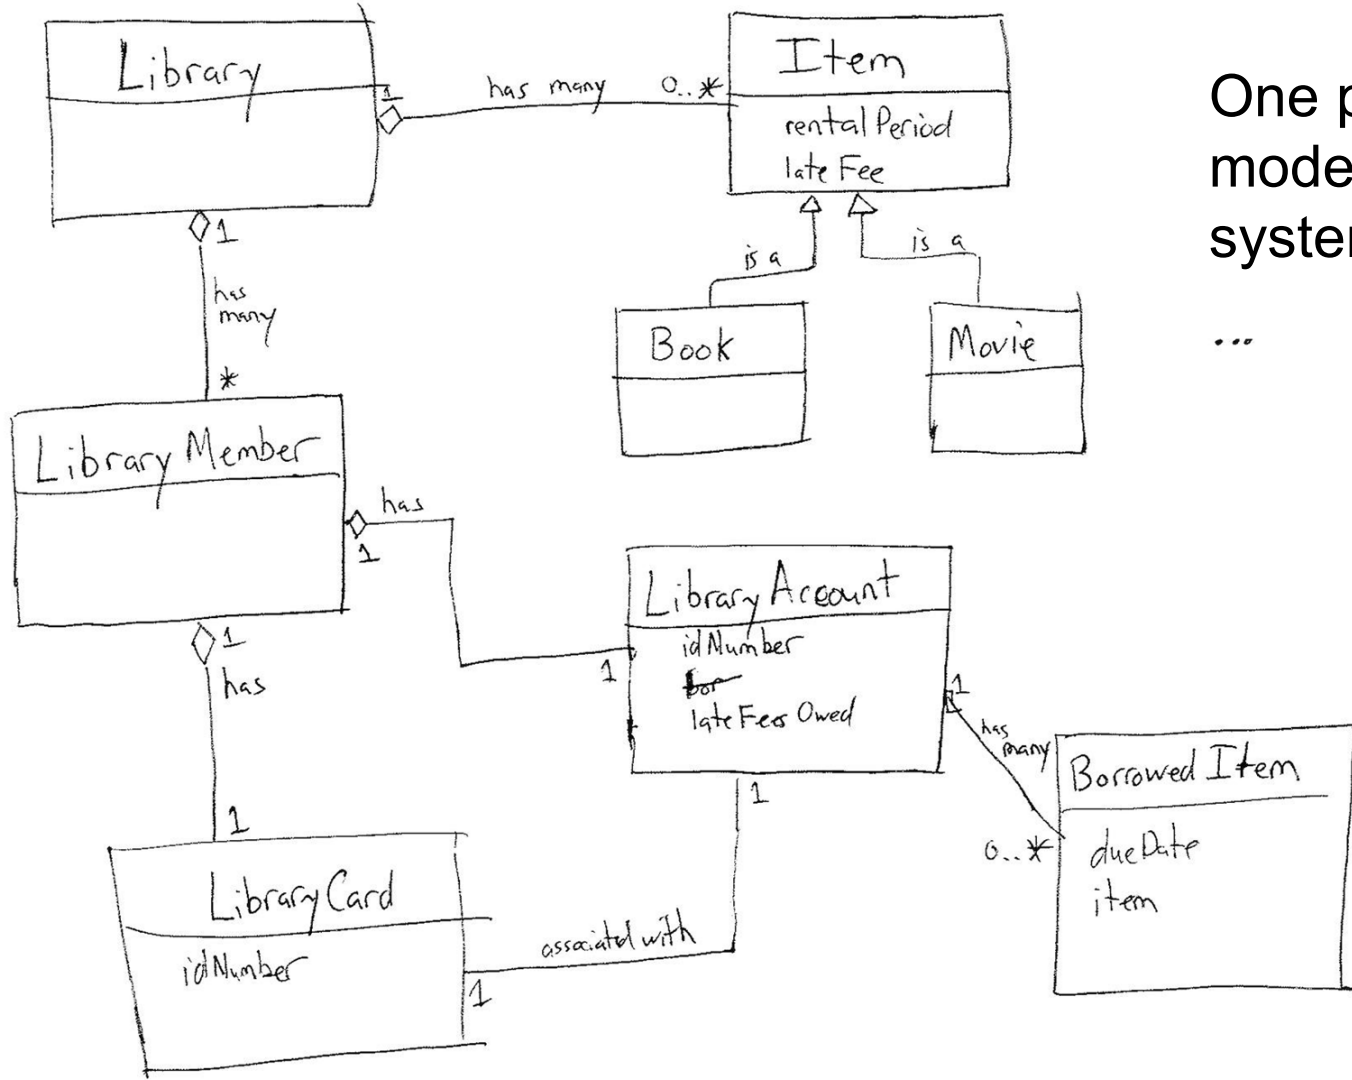 Library
1
has many
0..*
Item
rentalPeriod
lateFee
One p
mode
syster
...
is a
is a
Book
Movie
1
has
many
*
Library Member
has
1
1
Library Account
idNumber
bor
lateFees Owed
1
1
has
many
0..*
Borrowed Item
dueDate
item
1
has
1
Library Card
idNumber
associated with
1